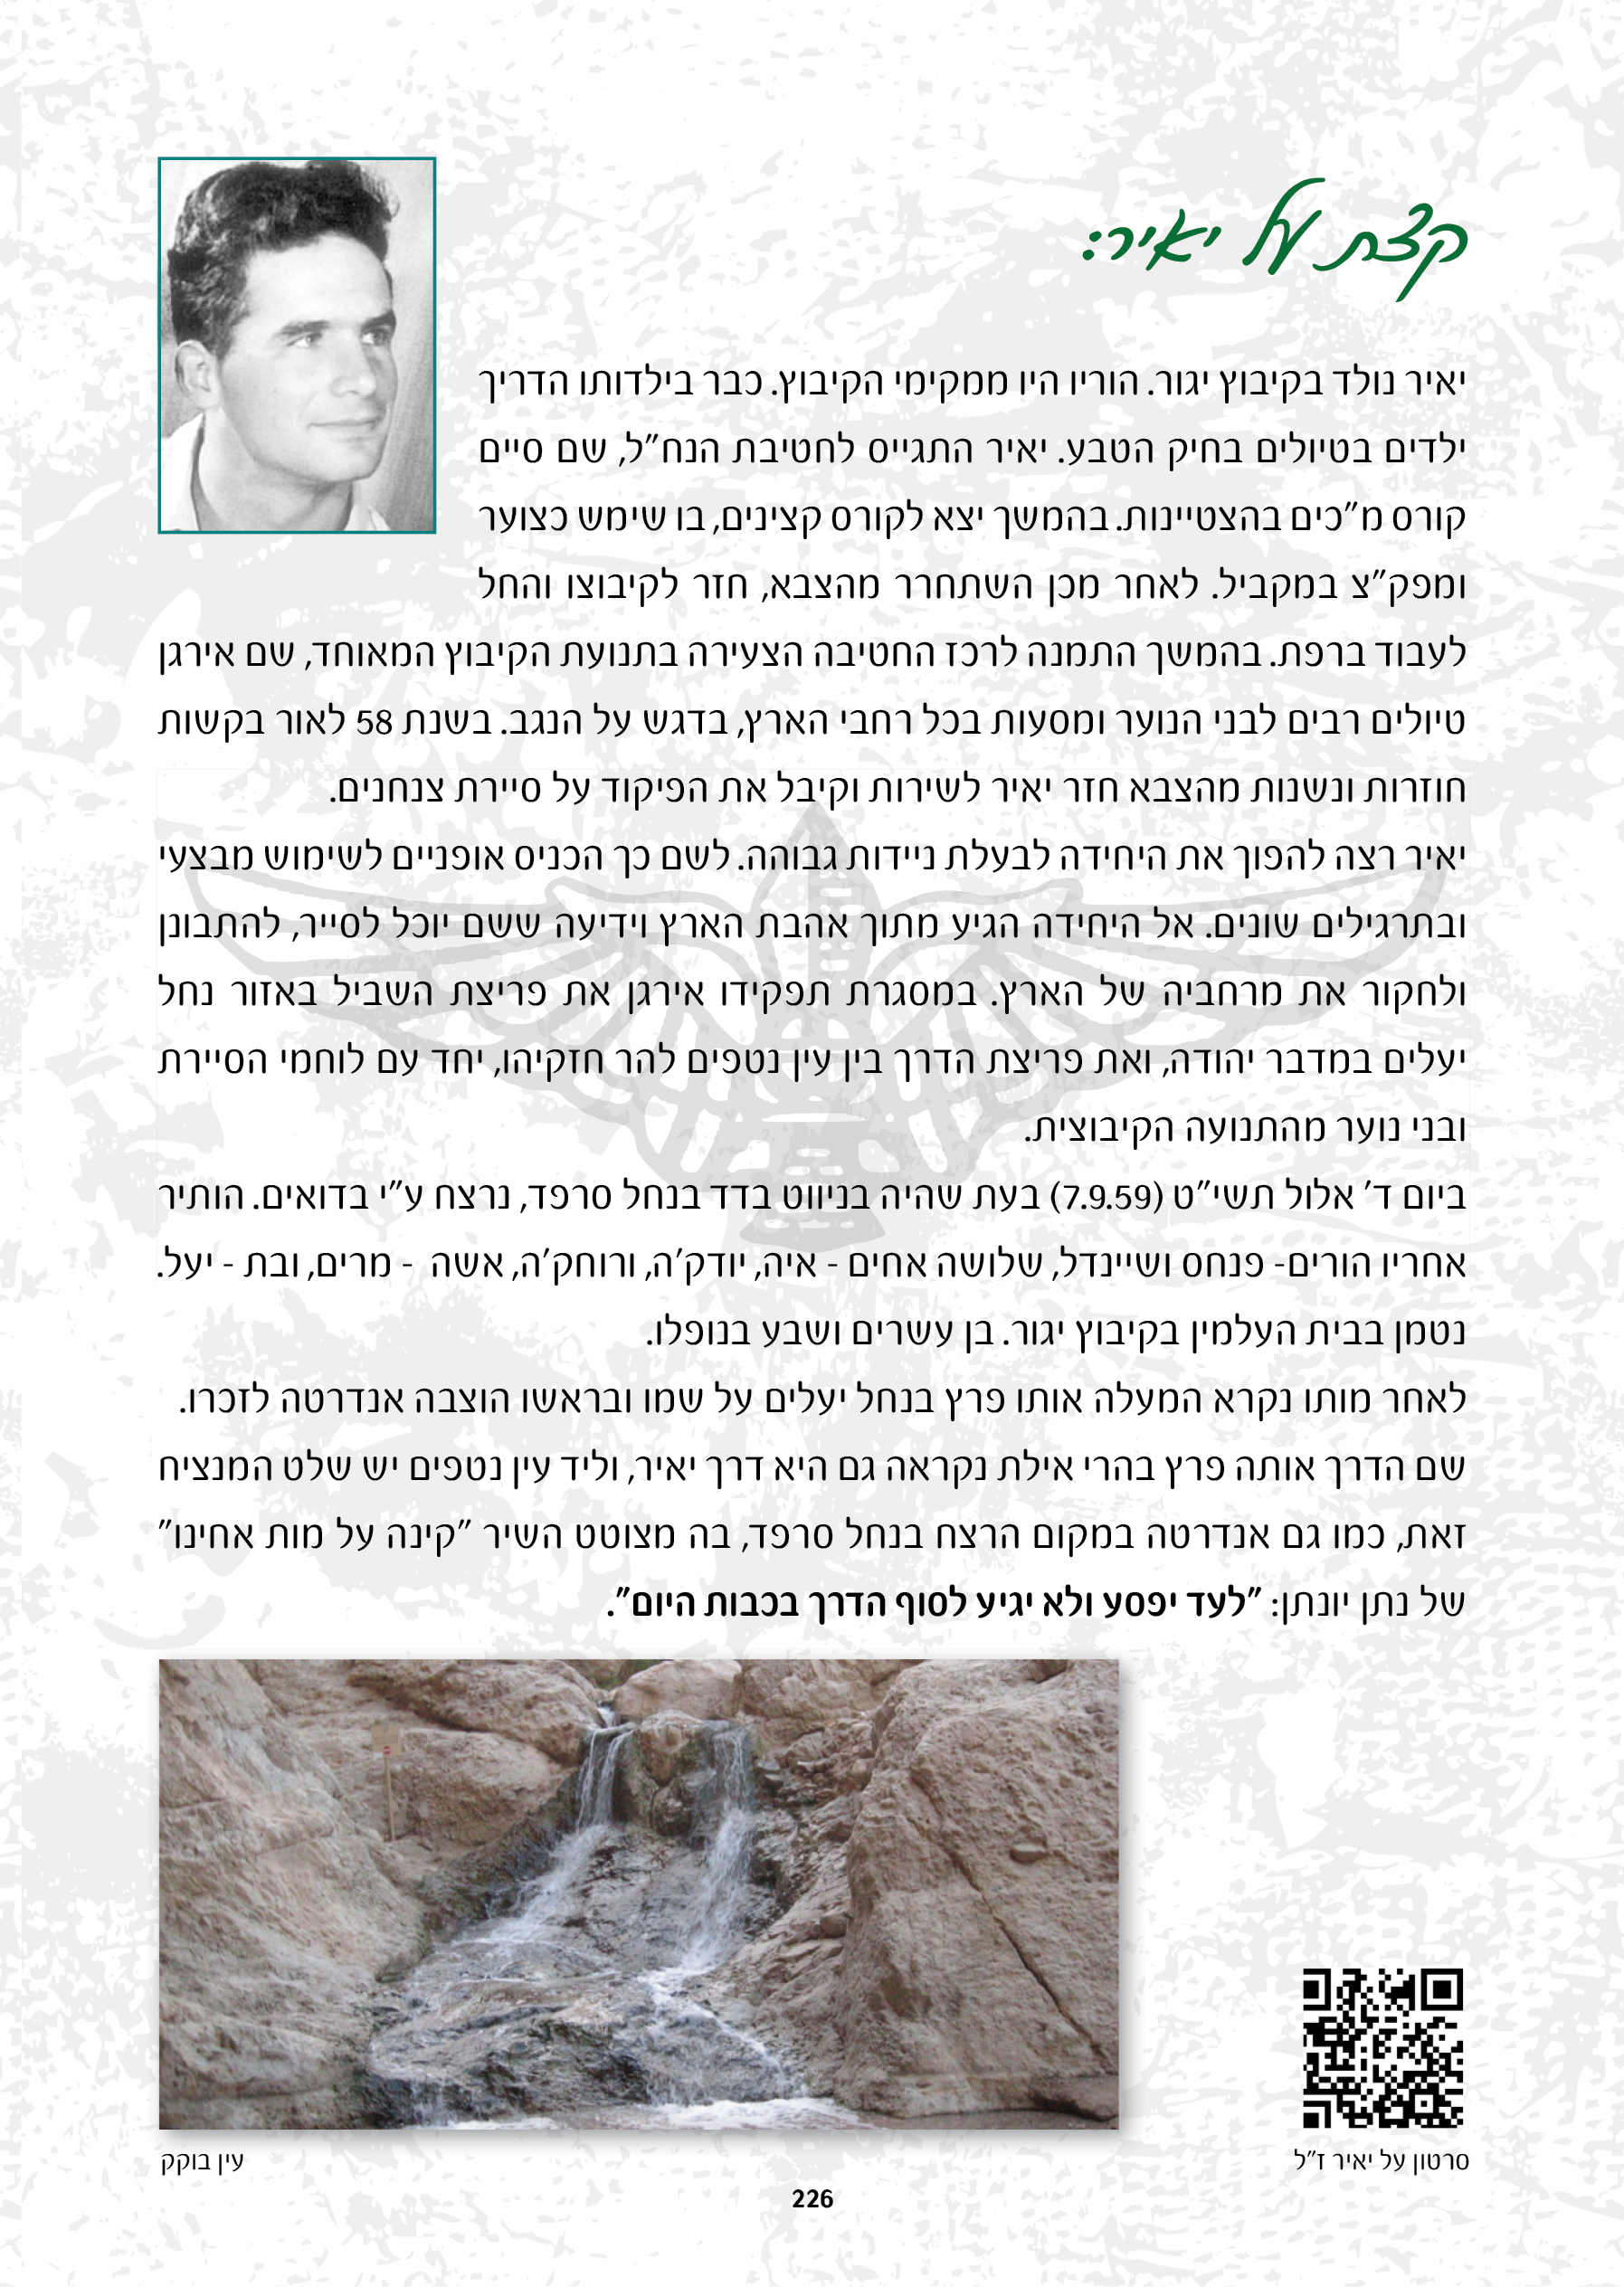 קצת על יאיר:
יאיר נולד בקיבוץ יגור. הוריו היו ממקימי הקיבוץ. כבר בילדותו הדריך
ילדים בטיולים בחיק הטבע. יאיר התגייס לחטיבת הנח"ל, שם סיים
קורס מ"כים בהצטיינות. בהמשך יצא לקורס קצינים, בו שימש כצוער
ומפק"צ במקביל. לאחר מכן השתחרר מהצבא, חזר לקיבוצו והחל
לעבוד ברפת. בהמשך התמנה לרכז החטיבה הצעירה בתנועת הקיבוץ המאוחד, שם אירגן
טיולים רבים לבני הנוער ומסעות בכל רחבי הארץ, בדגש על הנגב. בשנת 58 לאור בקשות
חוזרות ונשנות מהצבא חזר יאיר לשירות וקיבל את הפיקוד על סיירת צנחנים.
יאיר רצה להפוך את היחידה לבעלת ניידות גבוהה. לשם כך הכניס אופניים לשימוש מבצעי
ובתרגילים שונים. אל היחידה הגיע מתוך אהבת הארץ וידיעה ששם יוכל לסייר, להתבונן
ולחקור את מרחביה של הארץ. במסגרת תפקידו אירגן את פריצת השביל באזור נחל
יעלים במדבר יהודה, ואת פריצת הדרך בין עין נטפים להר חזקיהו, יחד עם לוחמי הסיירת
ובני נוער מהתנועה הקיבוצית.
ביום ד' אלול תשי"ט (7.9.59) בעת שהיה בניווט בדד בנחל סרפד, נרצח ע"י בדואים. הותיר
אחריו הורים- פנחס ושיינדל, שלושה אחים - איה, יודק'ה, ורוחק'ה, אשה - מרים, ובת - יעל.
נטמן בבית העלמין בקיבוץ יגור. בן עשרים ושבע בנופלו.
לאחר מותו נקרא המעלה אותו פרץ בנחל יעלים על שמו ובראשו הוצבה אנדרטה לזכרו.
שם הדרך אותה פרץ בהרי אילת נקראה גם היא דרך יאיר, וליד עין נטפים יש שלט המנציח
זאת, כמו גם אנדרטה במקום הרצח בנחל סרפד, בה מצוטט השיר "קינה על מות אחינו"
של נתן יונתן: "לעד יפסע ולא יגיע לסוף הדרך בכבות היום".
סרטון על יאיר ז"ל
עין בוקק
226